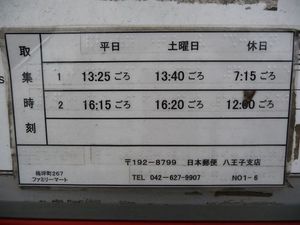 取集時刻
平日 土曜日 休日
1 13:25 ごろ 13:40 ごろ 7:15 ごろ
2 16:15 ごろ 16:20 ごろ 12:00 ごろ
〒192-8799 日本郵便 八王子支店
梅坪町267
ファミリーマート
TEL 042-627-9907 NO1-6